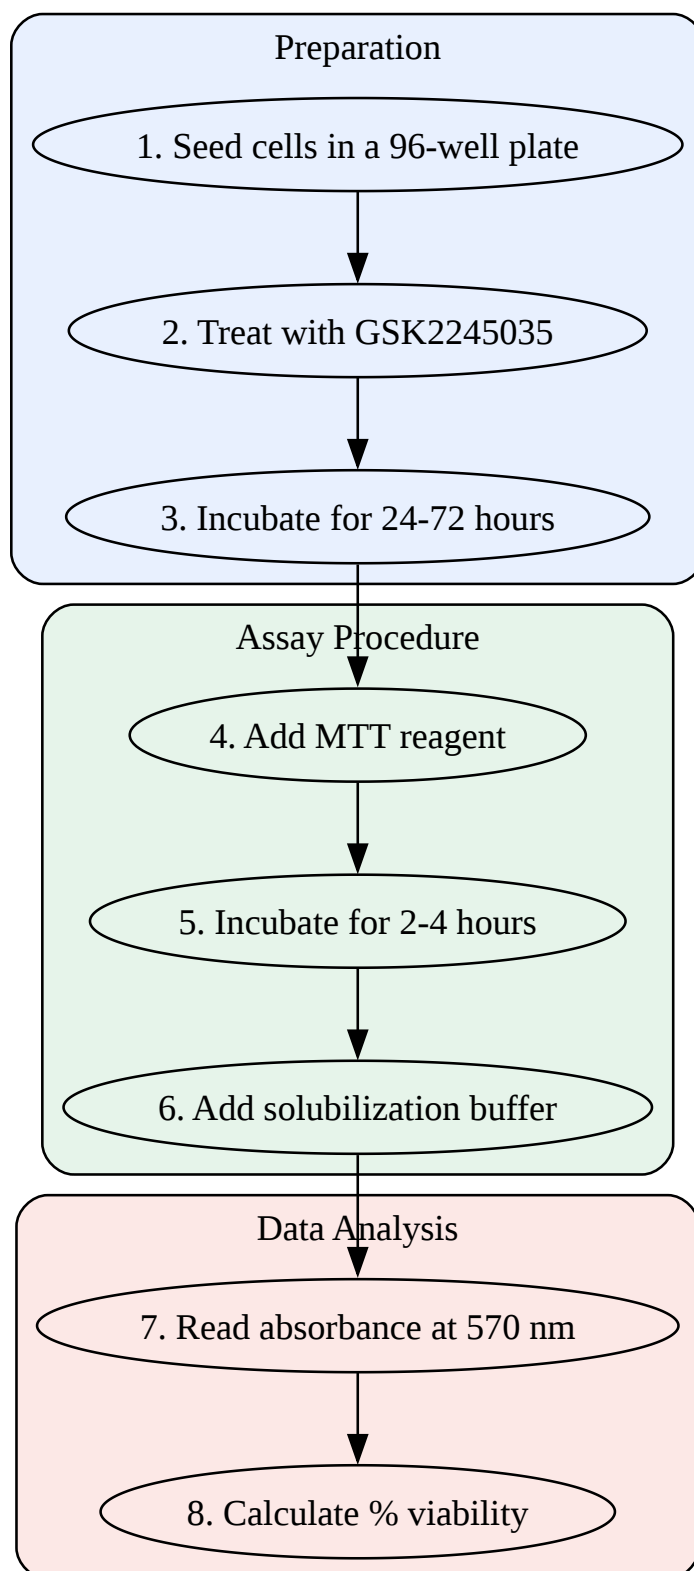 Preparation
1. Seed cells in a 96-well plate
2. Treat with GSK2245035
3. Incubate for 24-72 hours
Assay Procedure
4. Add MTT reagent
5. Incubate for 2-4 hours
6. Add solubilization buffer
Data Analysis
7. Read absorbance at 570 nm
8. Calculate % viability